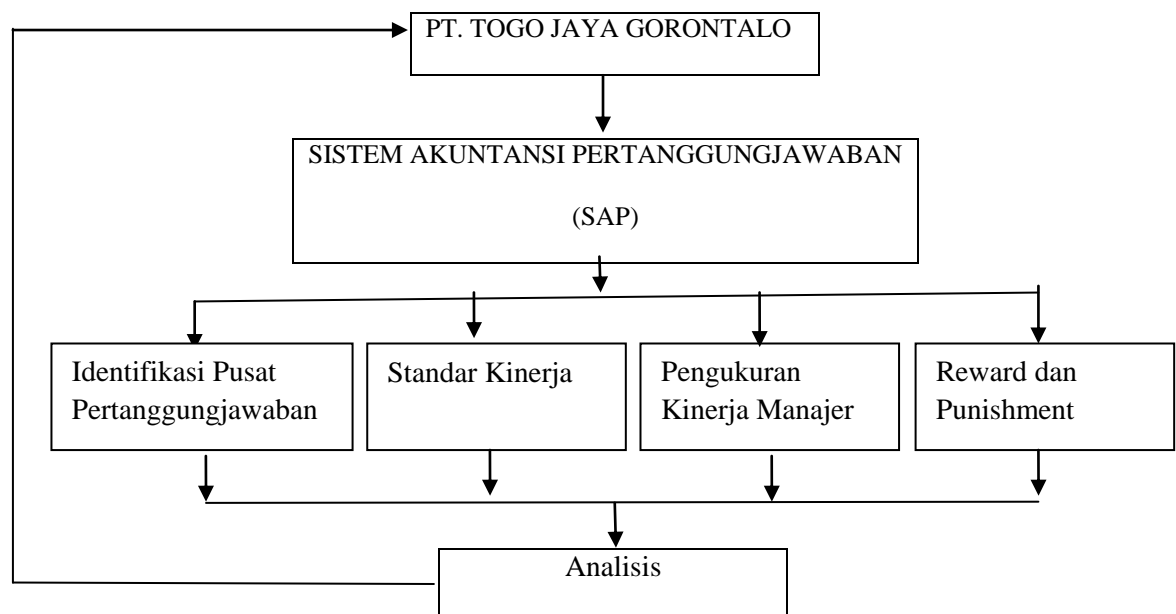 PT. TOGO JAYA GORONTALO
SISTEM AKUNTANSI PERTANGGUNGJAWABAN
(SAP)
Identifikasi Pusat
Pertanggungjawaban
Standar Kinerja
Pengukuran
Kinerja Manajer
Reward dan
Punishment
Analisis